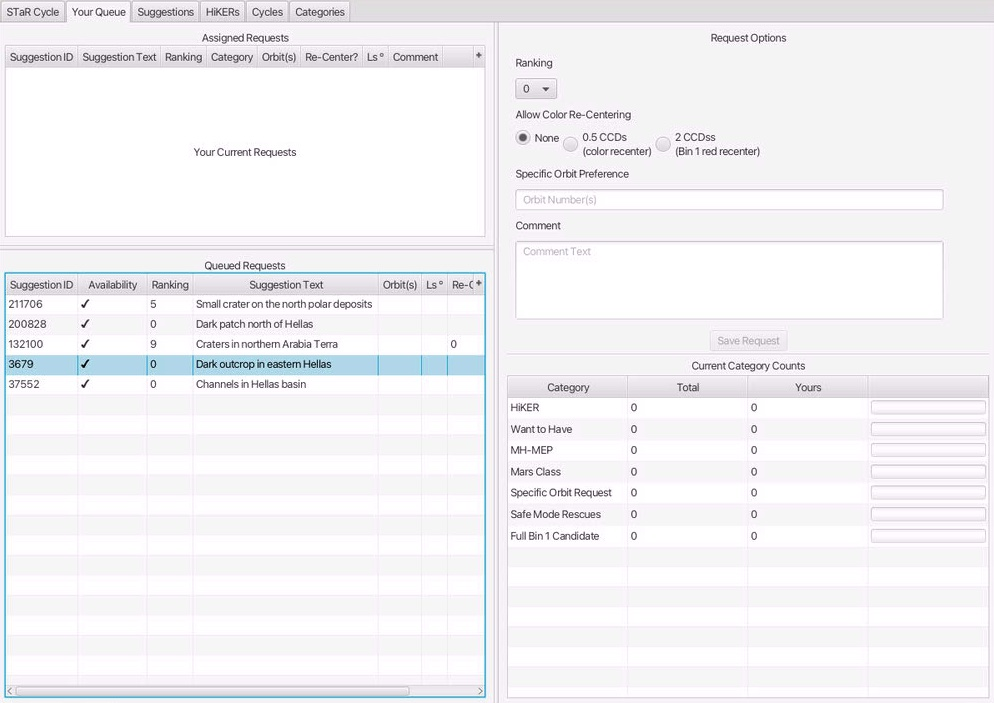 STaR Cycle Your Queue Suggestions HiKERs Cycles Categories
Assigned Requests
Suggestion ID Suggestion Text Ranking Category Orbit(s) Re-Center? Ls° Comment +
Your Current Requests
Queued Requests
Suggestion ID Availability Ranking Suggestion Text Orbit(s) Ls° Re-C +
211706 ✓ 5 Small crater on the north polar deposits
200828 ✓ 0 Dark patch north of Hellas
132100 ✓ 9 Craters in northern Arabia Terra 0
3679 ✓ 0 Dark outcrop in eastern Hellas
37552 ✓ 0 Channels in Hellas basin
Request Options
Ranking
0
Allow Color Re-Centering
None 0.5 CCDs 2 CCDss
(color recenter) (Bin 1 red recenter)
Specific Orbit Preference
Orbit Number(s)
Comment
Comment Text
Save Request
Current Category Counts
Category Total Yours
HiKER 0 0
Want to Have 0 0
MH-MEP 0 0
Mars Class 0 0
Specific Orbit Request 0 0
Safe Mode Rescues 0 0
Full Bin 1 Candidate 0 0